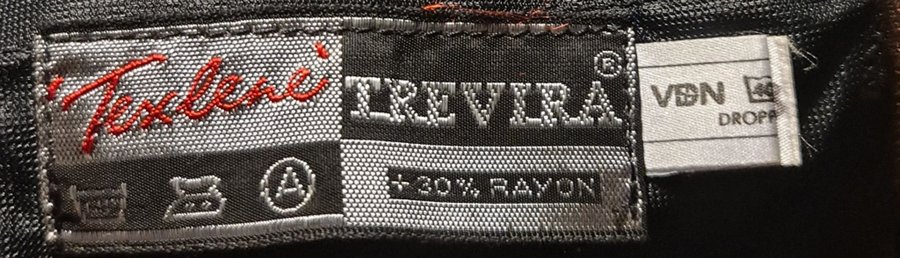 'Texlene'
TREVIRA®
+30% RAYON
A
VDN
DROPP